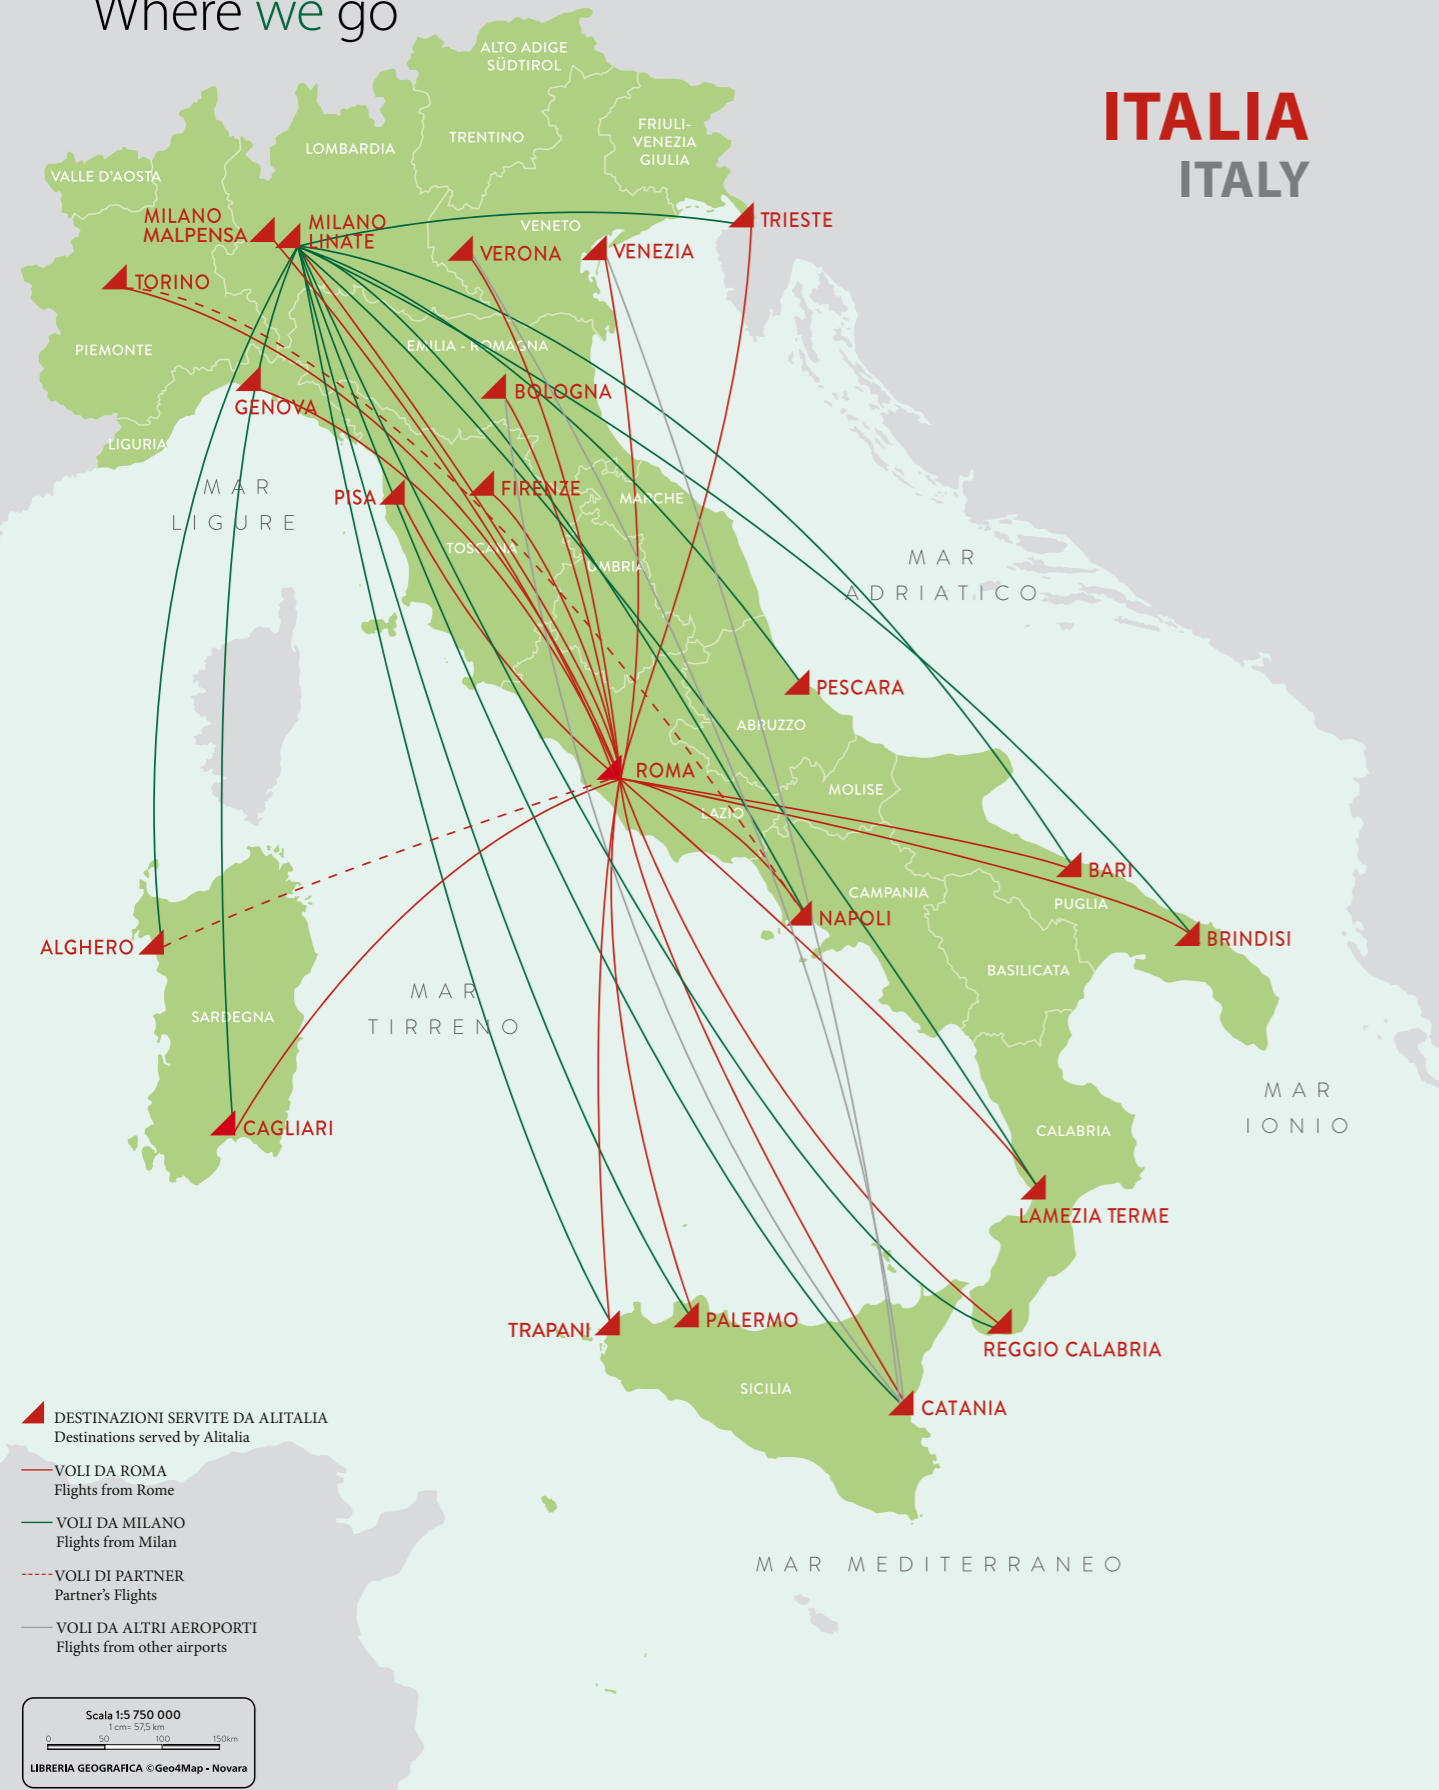 Where we go
ITALIA
ITALY
ALTO ADIGE
SÜDTIROL
TRENTINO
FRIULI-
VENEZIA
GIULIA
LOMBARDIA
VALLE D'AOSTA
MILANO
MALPENSA
MILANO
LINATE
VENETO
TRIESTE
VERONA
VENEZIA
TORINO
PIEMONTE
EMILIA - ROMAGNA
BOLOGNA
GENOVA
LIGURIA
MAR
LIGURE
PISA
FIRENZE
MARCHE
TOSCANA
UMBRIA
MAR
ADRIATICO
PESCARA
ABRUZZO
ROMA
MOLISE
LAZIO
BARI
CAMPANIA
PUGLIA
NAPOLI
BRINDISI
ALGHERO
BASILICATA
MAR
TIRRENO
SARDEGNA
MAR
IONIO
CAGLIARI
CALABRIA
LAMEZIA TERME
TRAPANI
PALERMO
REGGIO CALABRIA
SICILIA
CATANIA
DESTINAZIONI SERVITE DA ALITALIA
Destinations served by Alitalia
VOLI DA ROMA
Flights from Rome
VOLI DA MILANO
Flights from Milan
VOLI DI PARTNER
Partner's Flights
VOLI DA ALTRI AEROPORTI
Flights from other airports
MAR MEDITERRANEO
Scala 1:5 750 000
1 cm= 57,5 km
0 50 100 150km
LIBRERIA GEOGRAFICA ©Geo4Map - Novara